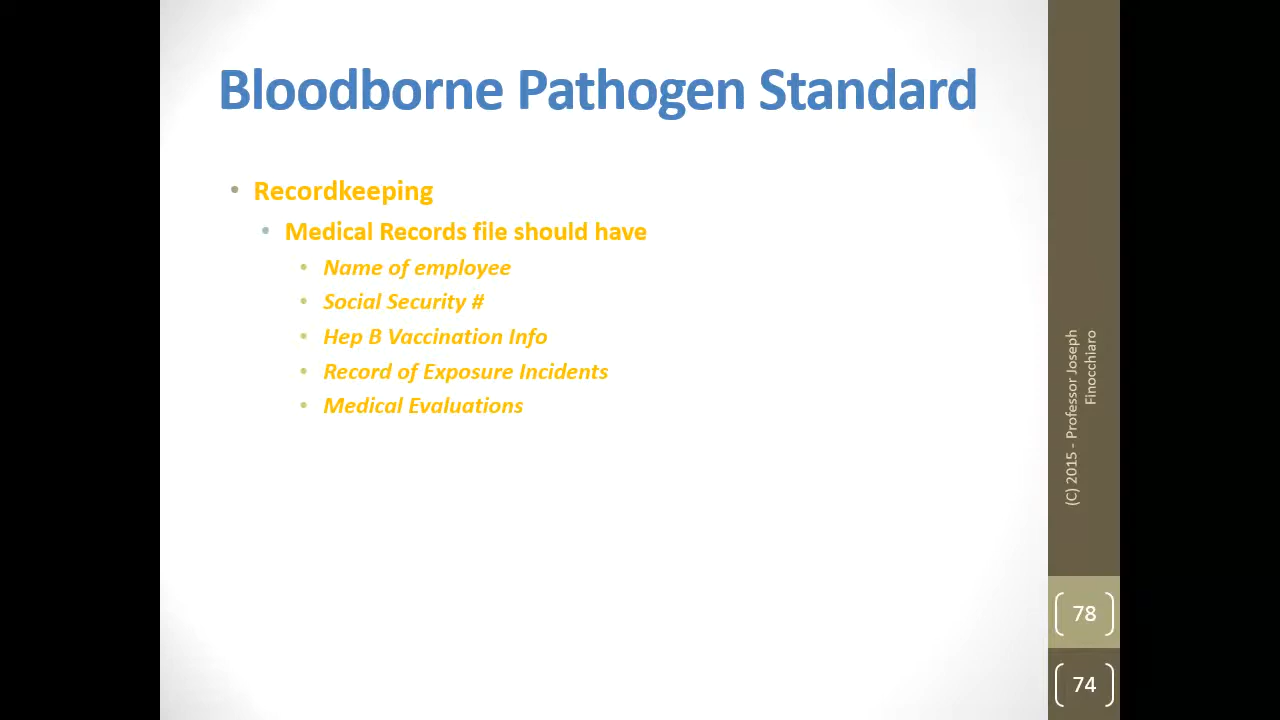 Bloodborne Pathogen Standard
• Recordkeeping
• Medical Records file should have
• Name of employee
• Social Security #
• Hep B Vaccination Info
• Record of Exposure Incidents
• Medical Evaluations
(C) 2015 - Professor Joseph
Finocchiaro
78
74